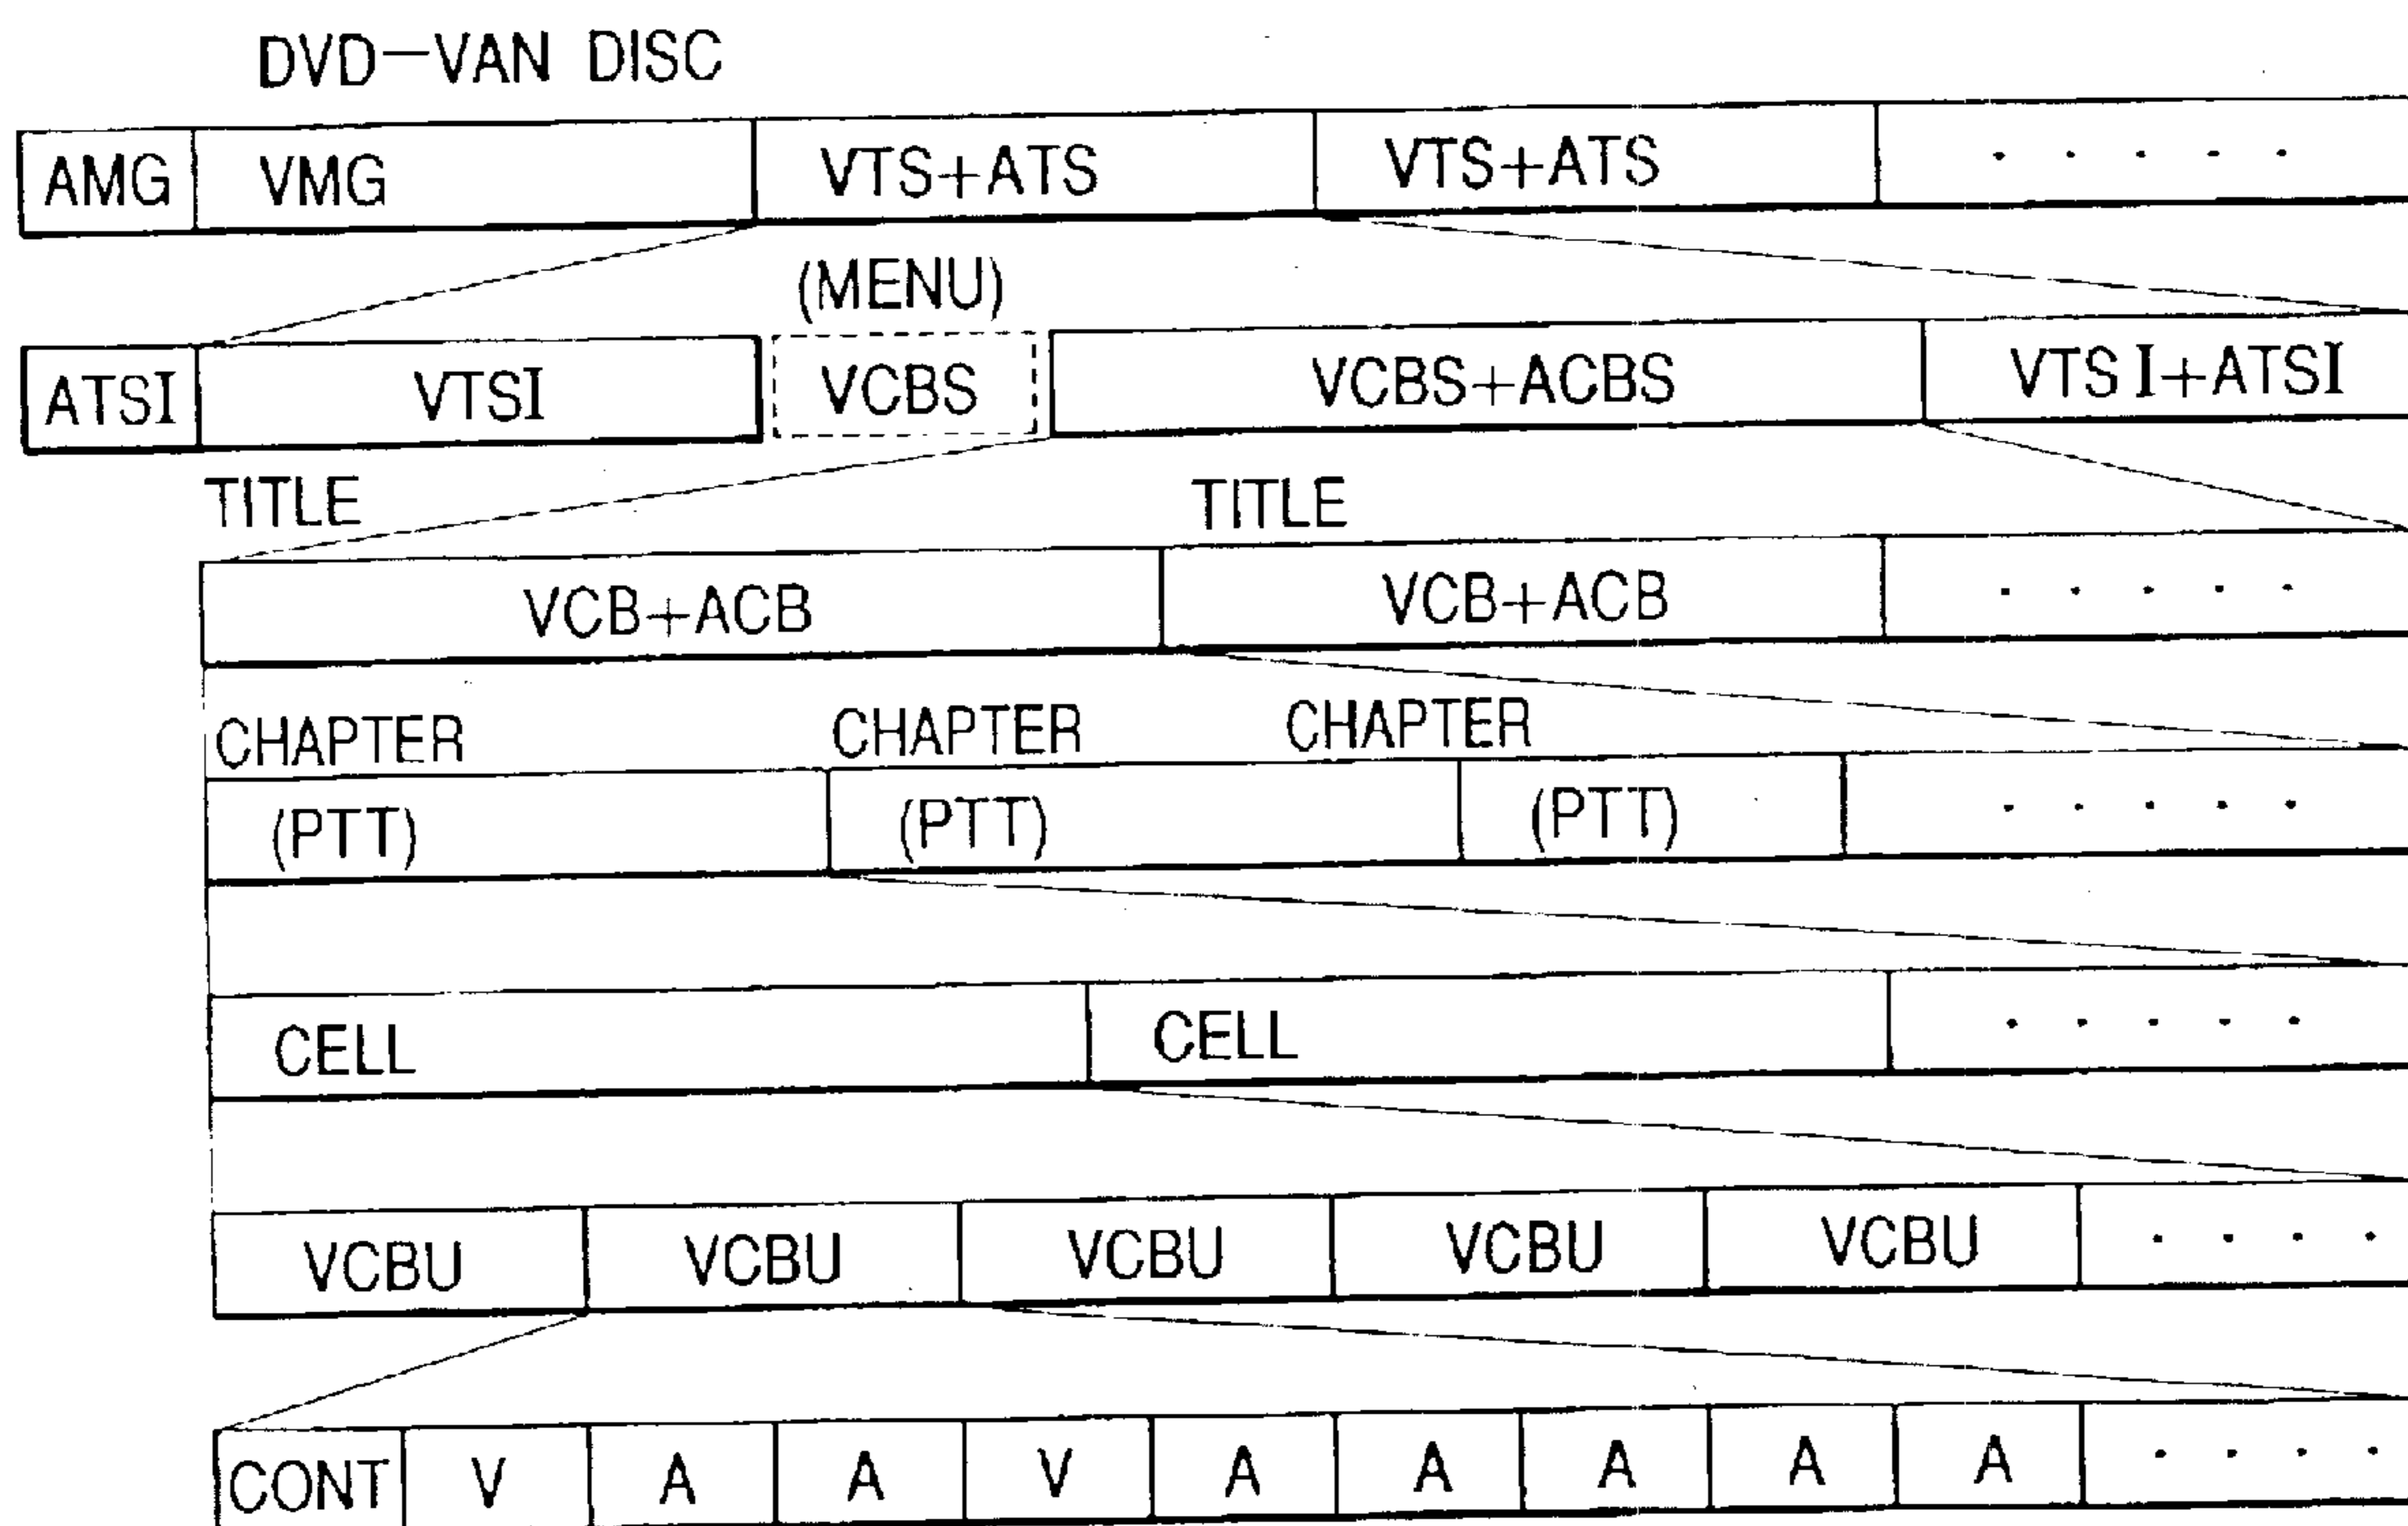 DVD-VAN DISC
AMG VMG VTS+ATS VTS+ATS . . . . .
(MENU)
ATSI VTSI VCBS VCBS+ACBS VTSI+ATSI
TITLE TITLE
VCB+ACB VCB+ACB . . . . .
CHAPTER CHAPTER CHAPTER
(PTT) (PTT) (PTT) . . . . .
CELL CELL . . . . .
VCBU VCBU VCBU VCBU VCBU . . . .
CONT V A A V A A A A A . . . .